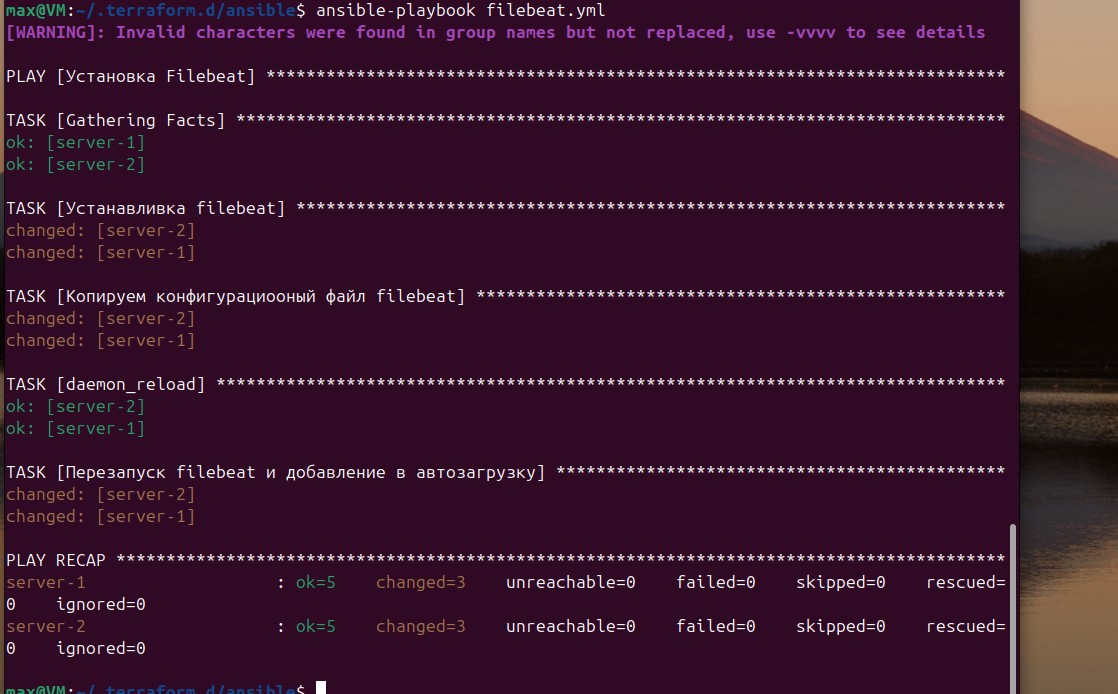 max@VM:~/.terraform.d/ansible$ ansible-playbook filebeat.yml
[WARNING]: Invalid characters were found in group names but not replaced, use -vvvv to see details
PLAY [Установка Filebeat] **************************************************************************
TASK [Gathering Facts] *****************************************************************************
ok: [server-1]
ok: [server-2]
TASK [Устанавливка filebeat] ***********************************************************************
changed: [server-2]
changed: [server-1]
TASK [Копируем конфигурациооный файл filebeat] *****************************************************
changed: [server-2]
changed: [server-1]
TASK [daemon_reload] *******************************************************************************
ok: [server-2]
ok: [server-1]
TASK [Перезапуск filebeat и добавление в автозагрузку] *********************************************
changed: [server-2]
changed: [server-1]
PLAY RECAP *****************************************************************************************
server-1                   : ok=5    changed=3    unreachable=0    failed=0    skipped=0    rescued=
0    ignored=0
server-2                   : ok=5    changed=3    unreachable=0    failed=0    skipped=0    rescued=
0    ignored=0
max@VM:~/.terraform.d/ansible$